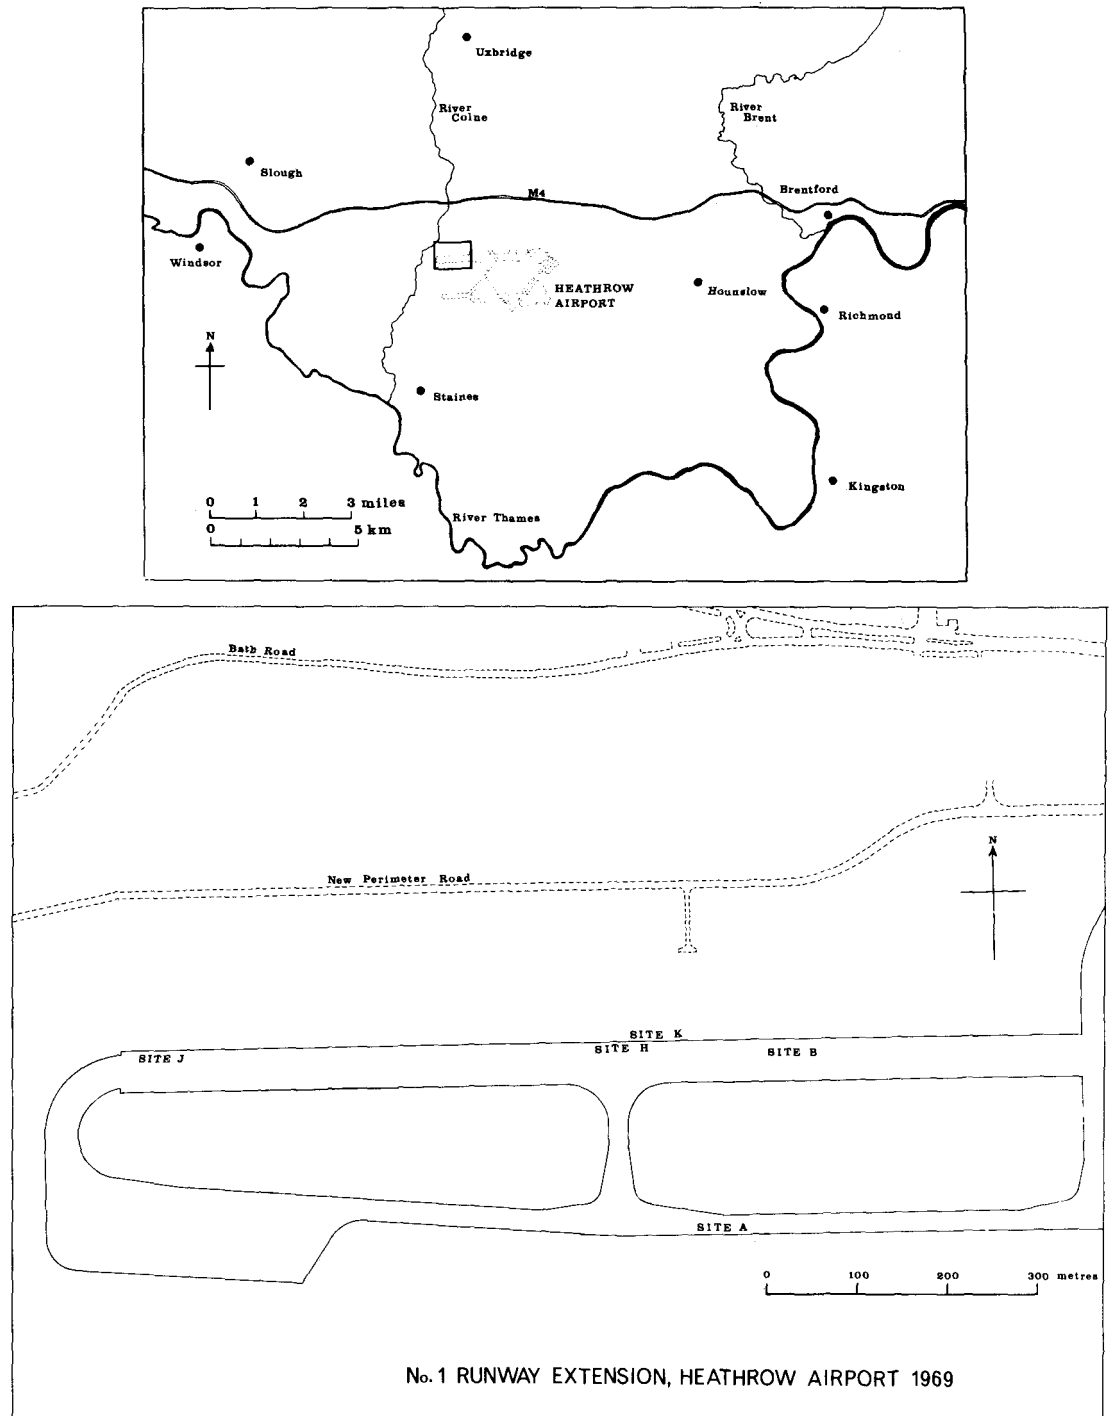 Uxbridge
River
Colne
River
Brent
Slough
M4
Brentford
Windsor
HEATHROW
AIRPORT
Hounslow
Richmond
N
Staines
Kingston
0 1 2 3 miles
0 5 km
River Thames
Bath Road
New Perimeter Road
N
SITE K
SITE J
SITE H
SITE B
SITE A
0 100 200 300 metres
No. 1 RUNWAY EXTENSION, HEATHROW AIRPORT 1969